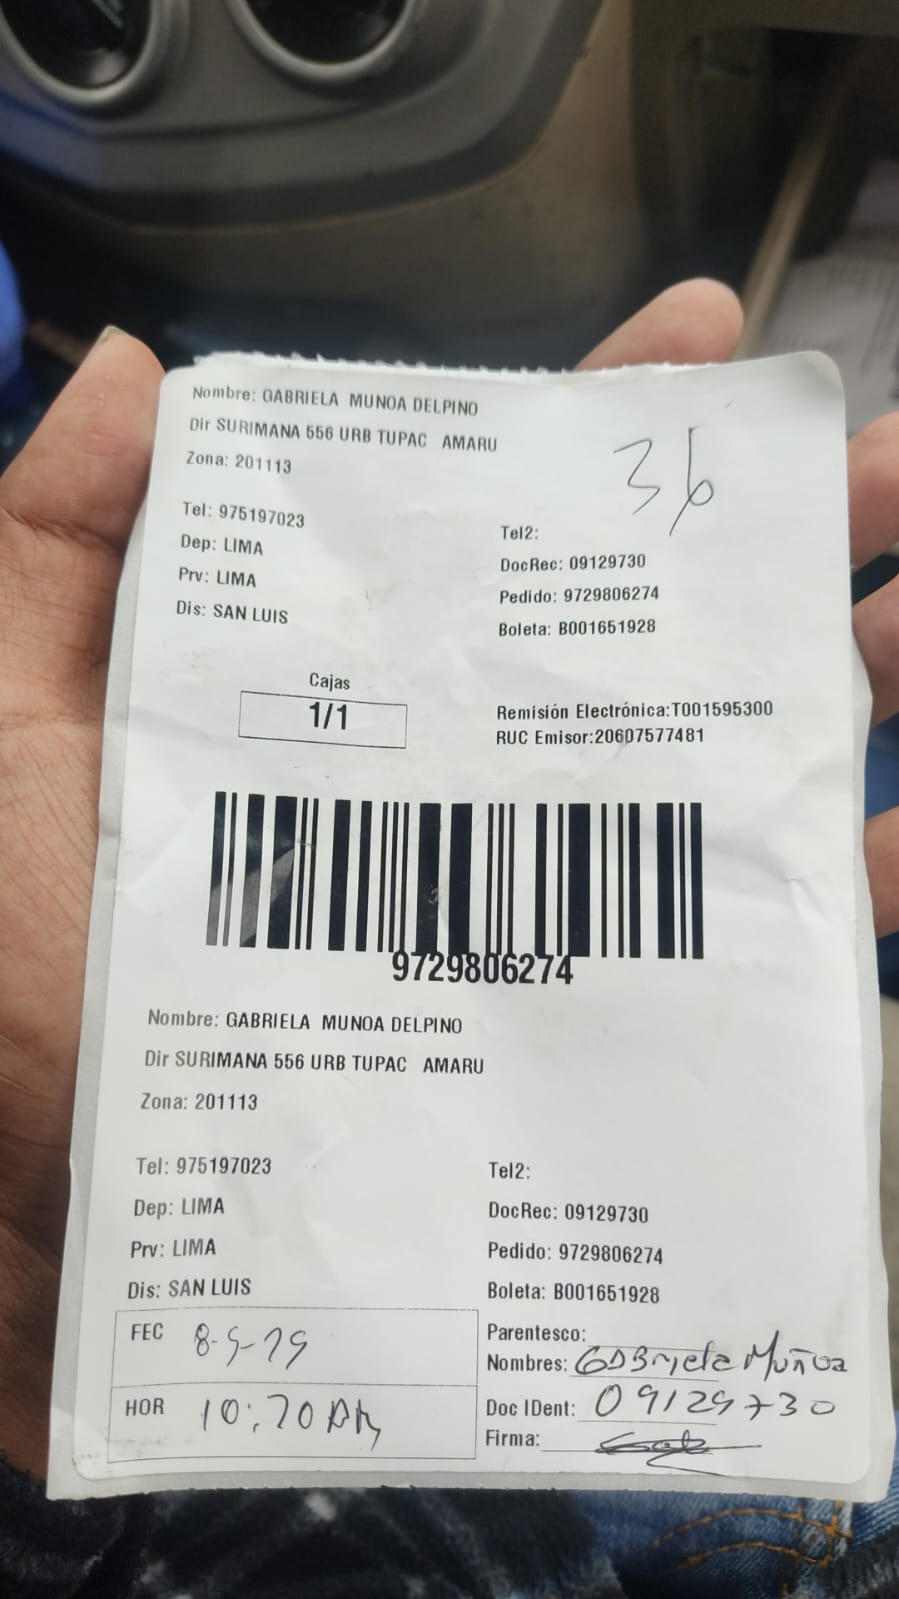 Nombre: GABRIELA MUNOA DELPINO
Dir SURIMANA 556 URB TUPAC AMARU
Zona: 201113
36
Tel: 975197023
Dep: LIMA
Prv: LIMA
Dis: SAN LUIS
Tel2:
DocRec: 09129730
Pedido: 9729806274
Boleta: B001651928
Cajas
1/1
Remisión Electrónica:T001595300
RUC Emisor:20607577481
9729806274
Nombre: GABRIELA MUNOA DELPINO
Dir SURIMANA 556 URB TUPAC AMARU
Zona: 201113
Tel: 975197023
Dep: LIMA
Prv: LIMA
Dis: SAN LUIS
Tel2:
DocRec: 09129730
Pedido: 9729806274
Boleta: B001651928
FEC
HOR
Parentesco:
Nombres: Gabriela Muñoa
Doc IDent: 09129730
Firma: